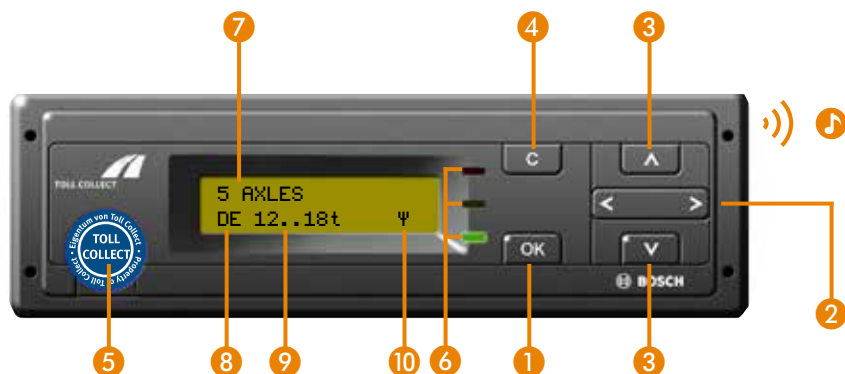 7
4
3
C
∧
TOLL COLLECT
5 AXLES
DE 12..18t Ψ
< >
Eigentum von Toll Collect • Property of Toll Collect •
TOLL
COLLECT
OK
∨
BOSCH
2
5
8
9
10
6
1
3